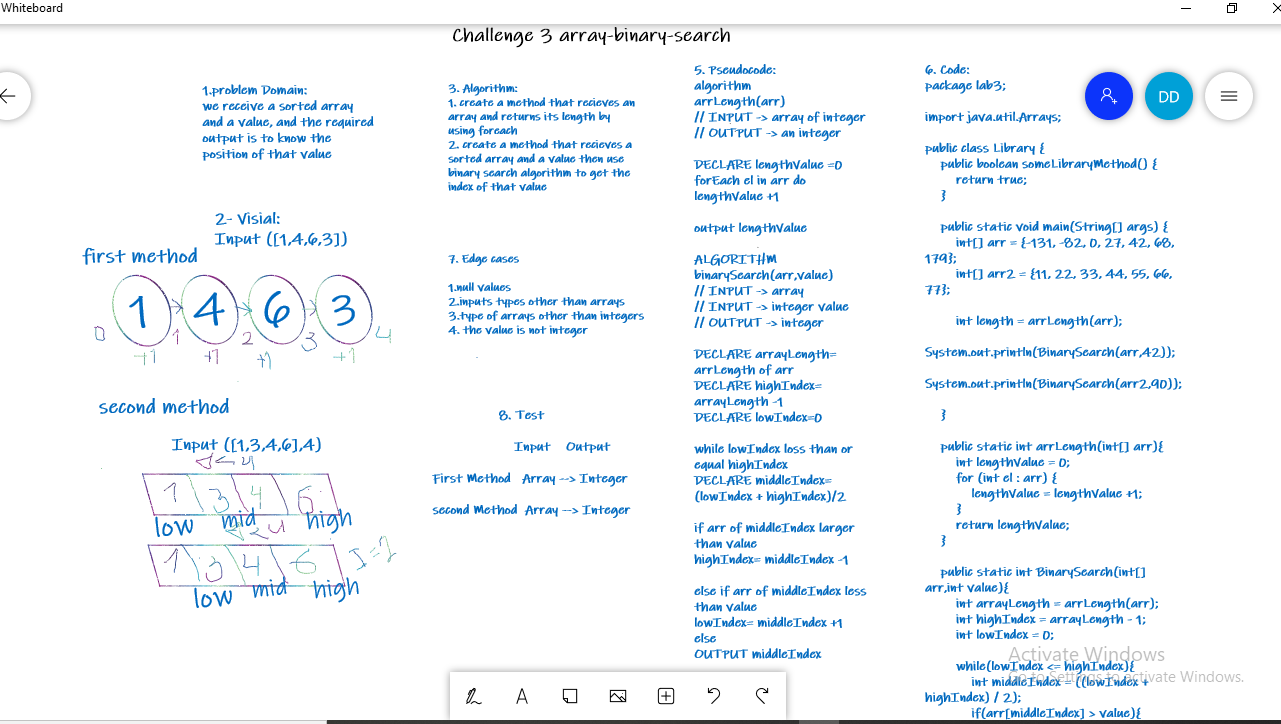 Whiteboard
Challenge 3 array-binary-search
1.problem Domain:
we receive a sorted array
and a value, and the required
output is to know the
position of that value
2- Visial:
Input ([1,4,6,3])
first method
1 4 6 3
0 1 2 3 4
+1 +1 +1 +1
second method
Input ([1,3,4,6],4)
4
1 3 4 6
low mid high
4
1 3 4 6
low mid high
3. Algorithm:
1. create a method that recieves an
array and returns its length by
using foreach
2. create a method that recieves a
sorted array and a value then use
binary search algorithm to get the
index of that value
7. Edge cases
1.null values
2.inputs types other than arrays
3.type of arrays other than integers
4. the value is not integer
8. Test
Input Output
First Method Array --> Integer
second Method Array --> Integer
5. Pseudocode:
algorithm
arrLength(arr)
// INPUT -> array of integer
// OUTPUT -> an integer
DECLARE lengthValue =0
forEach el in arr do
lengthValue +1
output lengthValue
ALGORITHM
binarySearch(arr,value)
// INPUT -> array
// INPUT -> integer value
// OUTPUT -> integer
DECLARE arrayLength=
arrLength of arr
DECLARE highIndex=
arrayLength -1
DECLARE lowIndex=0
while lowIndex loss than or
equal highIndex
DECLARE middleIndex=
(lowIndex + highIndex)/2
if arr of middleIndex larger
than value
highIndex= middleIndex -1
else if arr of middleIndex less
than value
lowIndex= middleIndex +1
else
OUTPUT middleIndex
6. Code:
package lab3;
import java.util.Arrays;
public class Library {
public boolean someLibraryMethod() {
return true;
}
public static void main(String[] args) {
int[] arr = {-131, -82, 0, 27, 42, 68,
179};
int[] arr2 = {11, 22, 33, 44, 55, 66,
77};
int length = arrLength(arr);
System.out.println(BinarySearch(arr,42));
System.out.println(BinarySearch(arr2,90));
}
public static int arrLength(int[] arr){
int lengthValue = 0;
for (int el : arr) {
lengthValue = lengthValue +1;
}
return lengthValue;
}
public static int BinarySearch(int[]
arr,int value){
int arrayLength = arrLength(arr);
int highIndex = arrayLength - 1;
int lowIndex = 0;
while(lowIndex <= highIndex){
int middleIndex = ((lowIndex +
highIndex) / 2);
if(arr[middleIndex] > value){
DD
Activate Windows
Go to Settings to activate Windows.
A